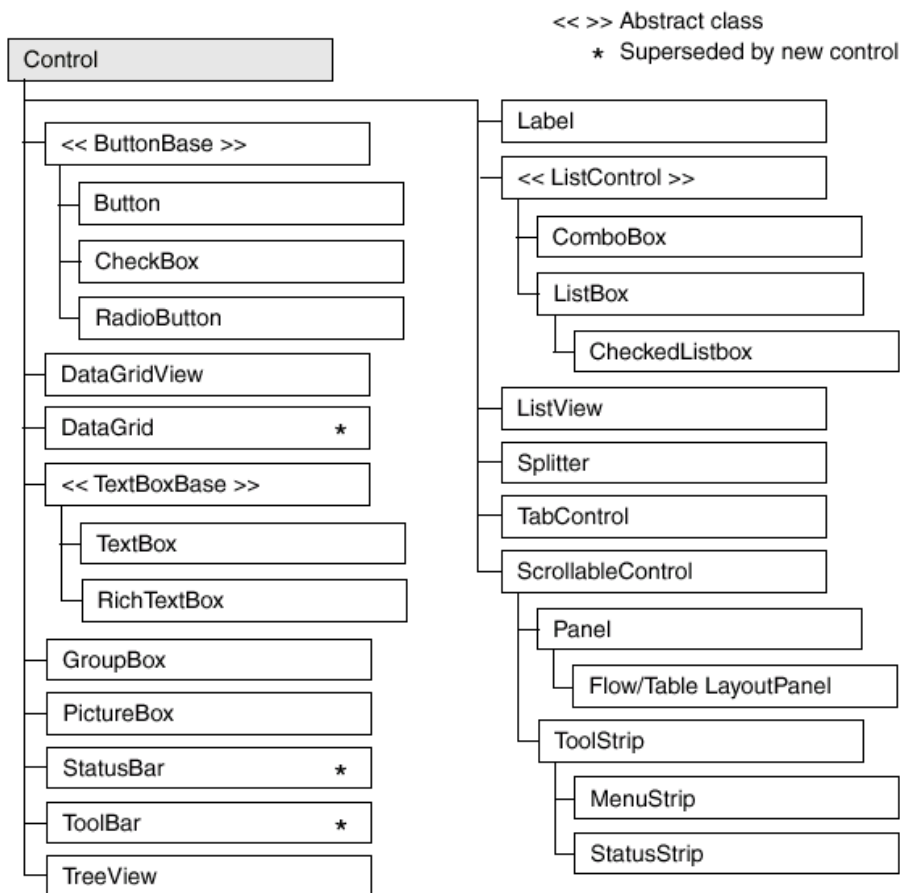 << >> Abstract class
* Superseded by new control
Control
<< ButtonBase >>
Button
CheckBox
RadioButton
DataGridView
DataGrid *
<< TextBoxBase >>
TextBox
RichTextBox
GroupBox
PictureBox
StatusBar *
ToolBar *
TreeView
Label
<< ListControl >>
ComboBox
ListBox
CheckedListbox
ListView
Splitter
TabControl
ScrollableControl
Panel
Flow/Table LayoutPanel
ToolStrip
MenuStrip
StatusStrip